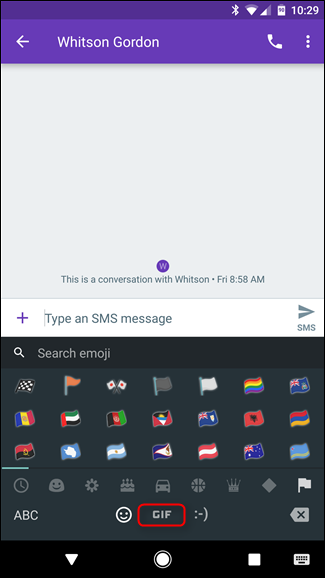 10:29
Whitson Gordon
W
This is a conversation with Whitson • Fri 8:58 AM
Type an SMS message
SMS
Search emoji
ABC
GIF
:-)